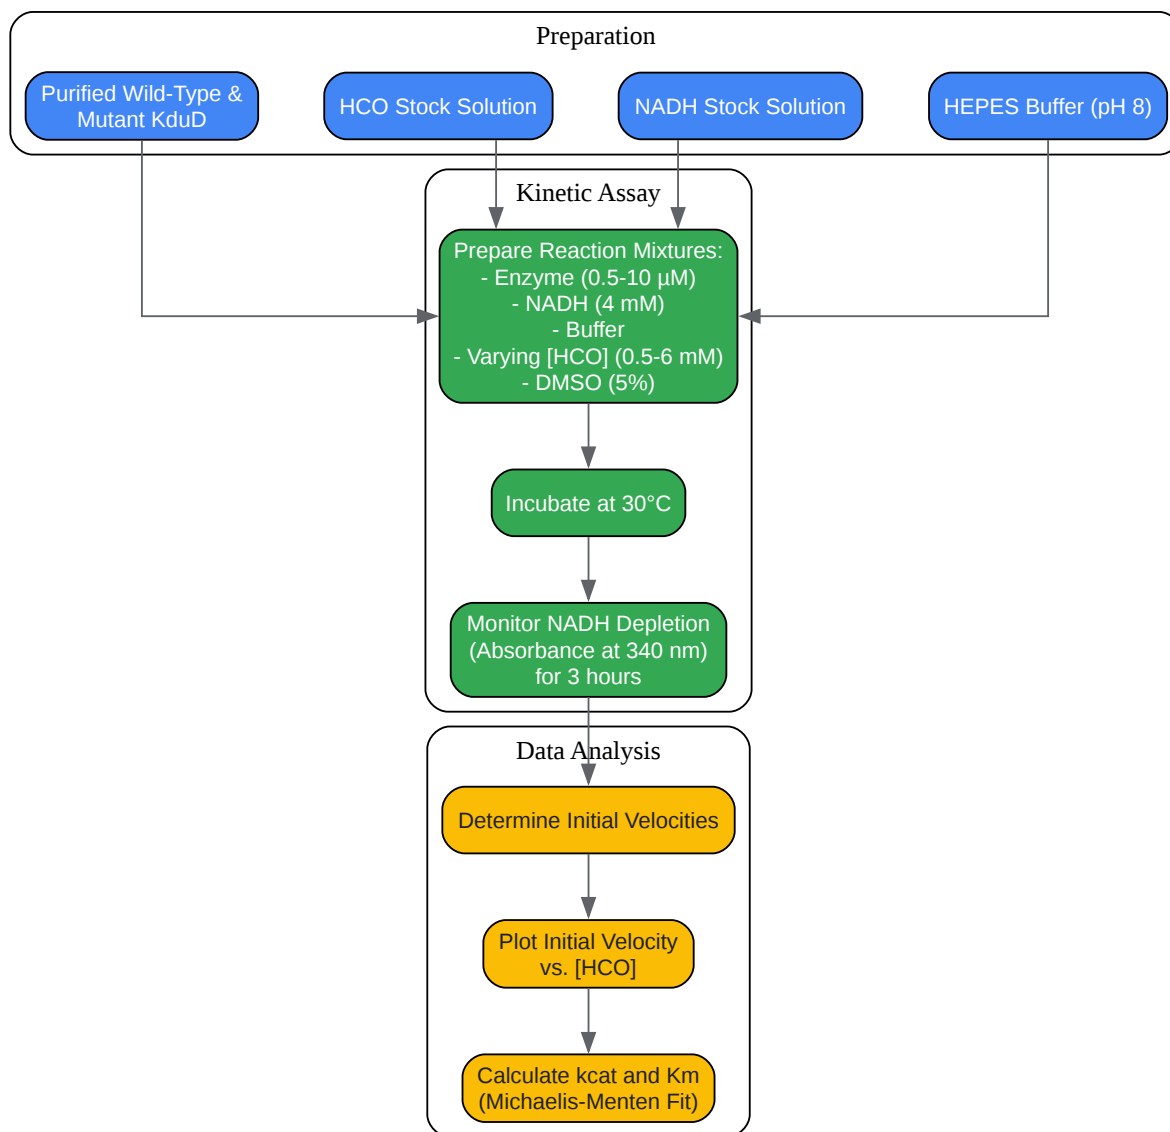 Preparation
Purified Wild-Type &
Mutant KduD
HCO Stock Solution
NADH Stock Solution
HEPES Buffer (pH 8)
Kinetic Assay
Prepare Reaction Mixtures:
- Enzyme (0.5-10 µM)
- NADH (4 mM)
- Buffer
- Varying [HCO] (0.5-6 mM)
- DMSO (5%)
Incubate at 30°C
Monitor NADH Depletion
(Absorbance at 340 nm)
for 3 hours
Data Analysis
Determine Initial Velocities
Plot Initial Velocity
vs. [HCO]
Calculate kcat and Km
(Michaelis-Menten Fit)